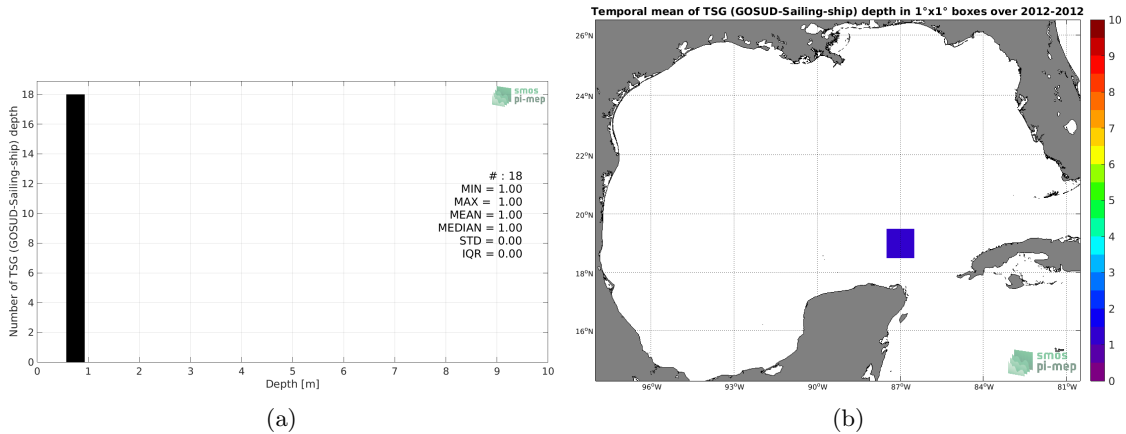 Temporal mean of TSG (GOSUD-Sailing-ship) depth in 1°x1° boxes over 2012-2012
smos
pi-mep
Number of TSG (GOSUD-Sailing-ship) depth
18
16
14
12
10
8
6
4
2
0
# : 18
MIN = 1.00
MAX = 1.00
MEAN = 1.00
MEDIAN = 1.00
STD = 0.00
IQR = 0.00
0 1 2 3 4 5 6 7 8 9 10
Depth [m]
(a)
26°N
24°N
22°N
20°N
18°N
16°N
96°W 93°W 90°W 87°W 84°W 81°W
smos
pi-mep
10
9
8
7
6
5
4
3
2
1
0
(b)